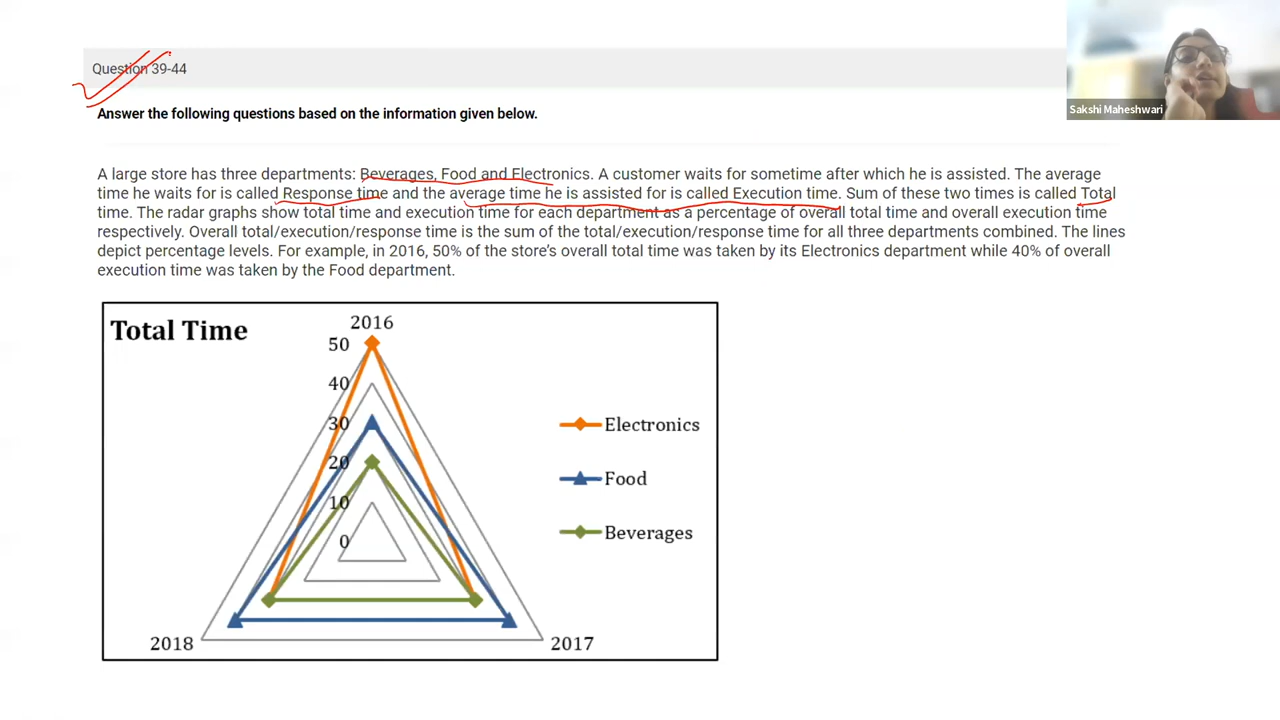 Question 39-44
Sakshi Maheshwari
Answer the following questions based on the information given below.
A large store has three departments: Beverages, Food and Electronics. A customer waits for sometime after which he is assisted. The average
time he waits for is called Response time and the average time he is assisted for is called Execution time. Sum of these two times is called Total
time. The radar graphs show total time and execution time for each department as a percentage of overall total time and overall execution time
respectively. Overall total/execution/response time is the sum of the total/execution/response time for all three departments combined. The lines
depict percentage levels. For example, in 2016, 50% of the store's overall total time was taken by its Electronics department while 40% of overall
execution time was taken by the Food department.
Total Time
2016
50
40
30
20
10
0
2018
2017
Electronics
Food
Beverages